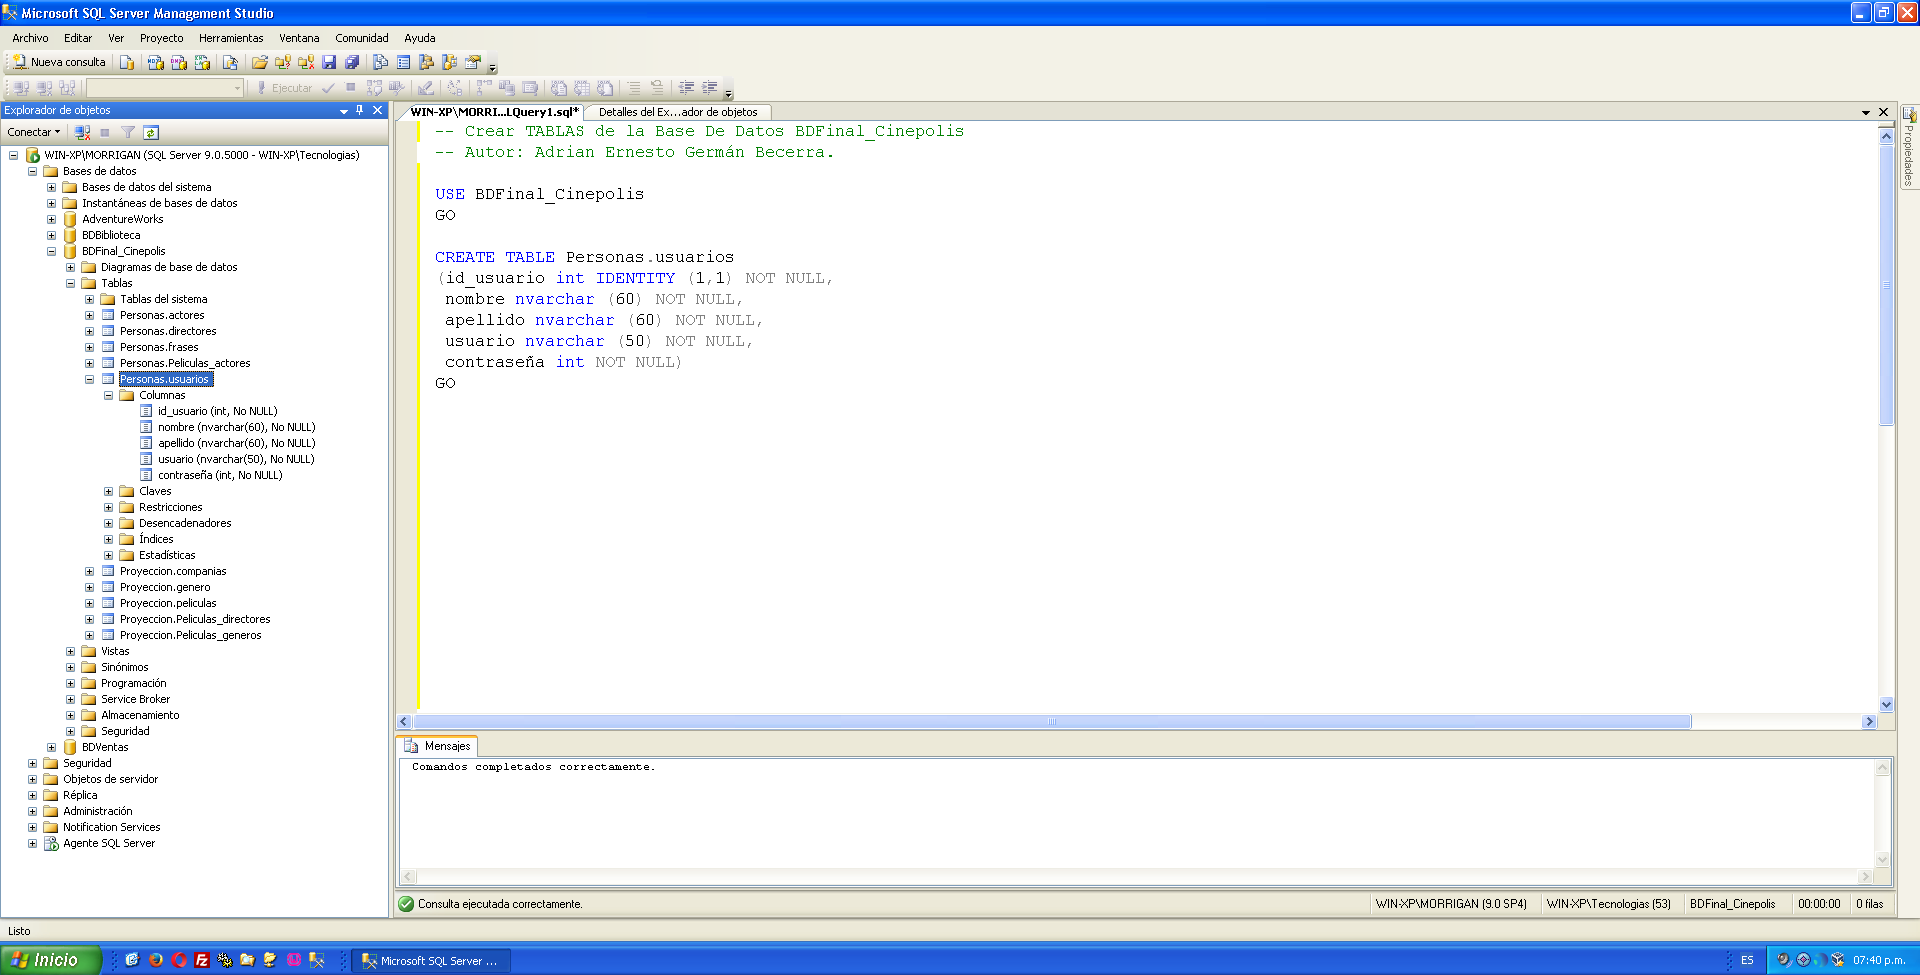 Microsoft SQL Server Management Studio
Archivo Editar Ver Proyecto Herramientas Ventana Comunidad Ayuda
Nueva consulta
Ejecutar
Explorador de objetos
Conectar
WIN-XP\MORRIGAN (SQL Server 9.0.5000 - WIN-XP\Tecnologias)
Bases de datos
Bases de datos del sistema
Instantáneas de bases de datos
AdventureWorks
BDBiblioteca
BDFinal_Cinepolis
Diagramas de base de datos
Tablas
Tablas del sistema
Personas.actores
Personas.directores
Personas.frases
Personas.Peliculas_actores
Personas.usuarios
Columnas
id_usuario (int, No NULL)
nombre (nvarchar(60), No NULL)
apellido (nvarchar(60), No NULL)
usuario (nvarchar(50), No NULL)
contraseña (int, No NULL)
Claves
Restricciones
Desencadenadores
Índices
Estadísticas
Proyeccion.companias
Proyeccion.genero
Proyeccion.peliculas
Proyeccion.Peliculas_directores
Proyeccion.Peliculas_generos
Vistas
Sinónimos
Programación
Service Broker
Almacenamiento
Seguridad
BDVentas
Seguridad
Objetos de servidor
Réplica
Administración
Notification Services
Agente SQL Server
WIN-XP\MORRI...LQuery1.sql* Detalles del Ex...ador de objetos
-- Crear TABLAS de la Base De Datos BDFinal_Cinepolis
-- Autor: Adrian Ernesto Germán Becerra.
USE BDFinal_Cinepolis
GO
CREATE TABLE Personas.usuarios
(id_usuario int IDENTITY (1,1) NOT NULL,
nombre nvarchar (60) NOT NULL,
apellido nvarchar (60) NOT NULL,
usuario nvarchar (50) NOT NULL,
contraseña int NOT NULL)
GO
Propiedades
Mensajes
Comandos completados correctamente.
Consulta ejecutada correctamente. WIN-XP\MORRIGAN (9.0 SP4) WIN-XP\Tecnologias (53) BDFinal_Cinepolis 00:00:00 0 filas
Listo
Inicio Microsoft SQL Server ... ES 07:40 p.m.